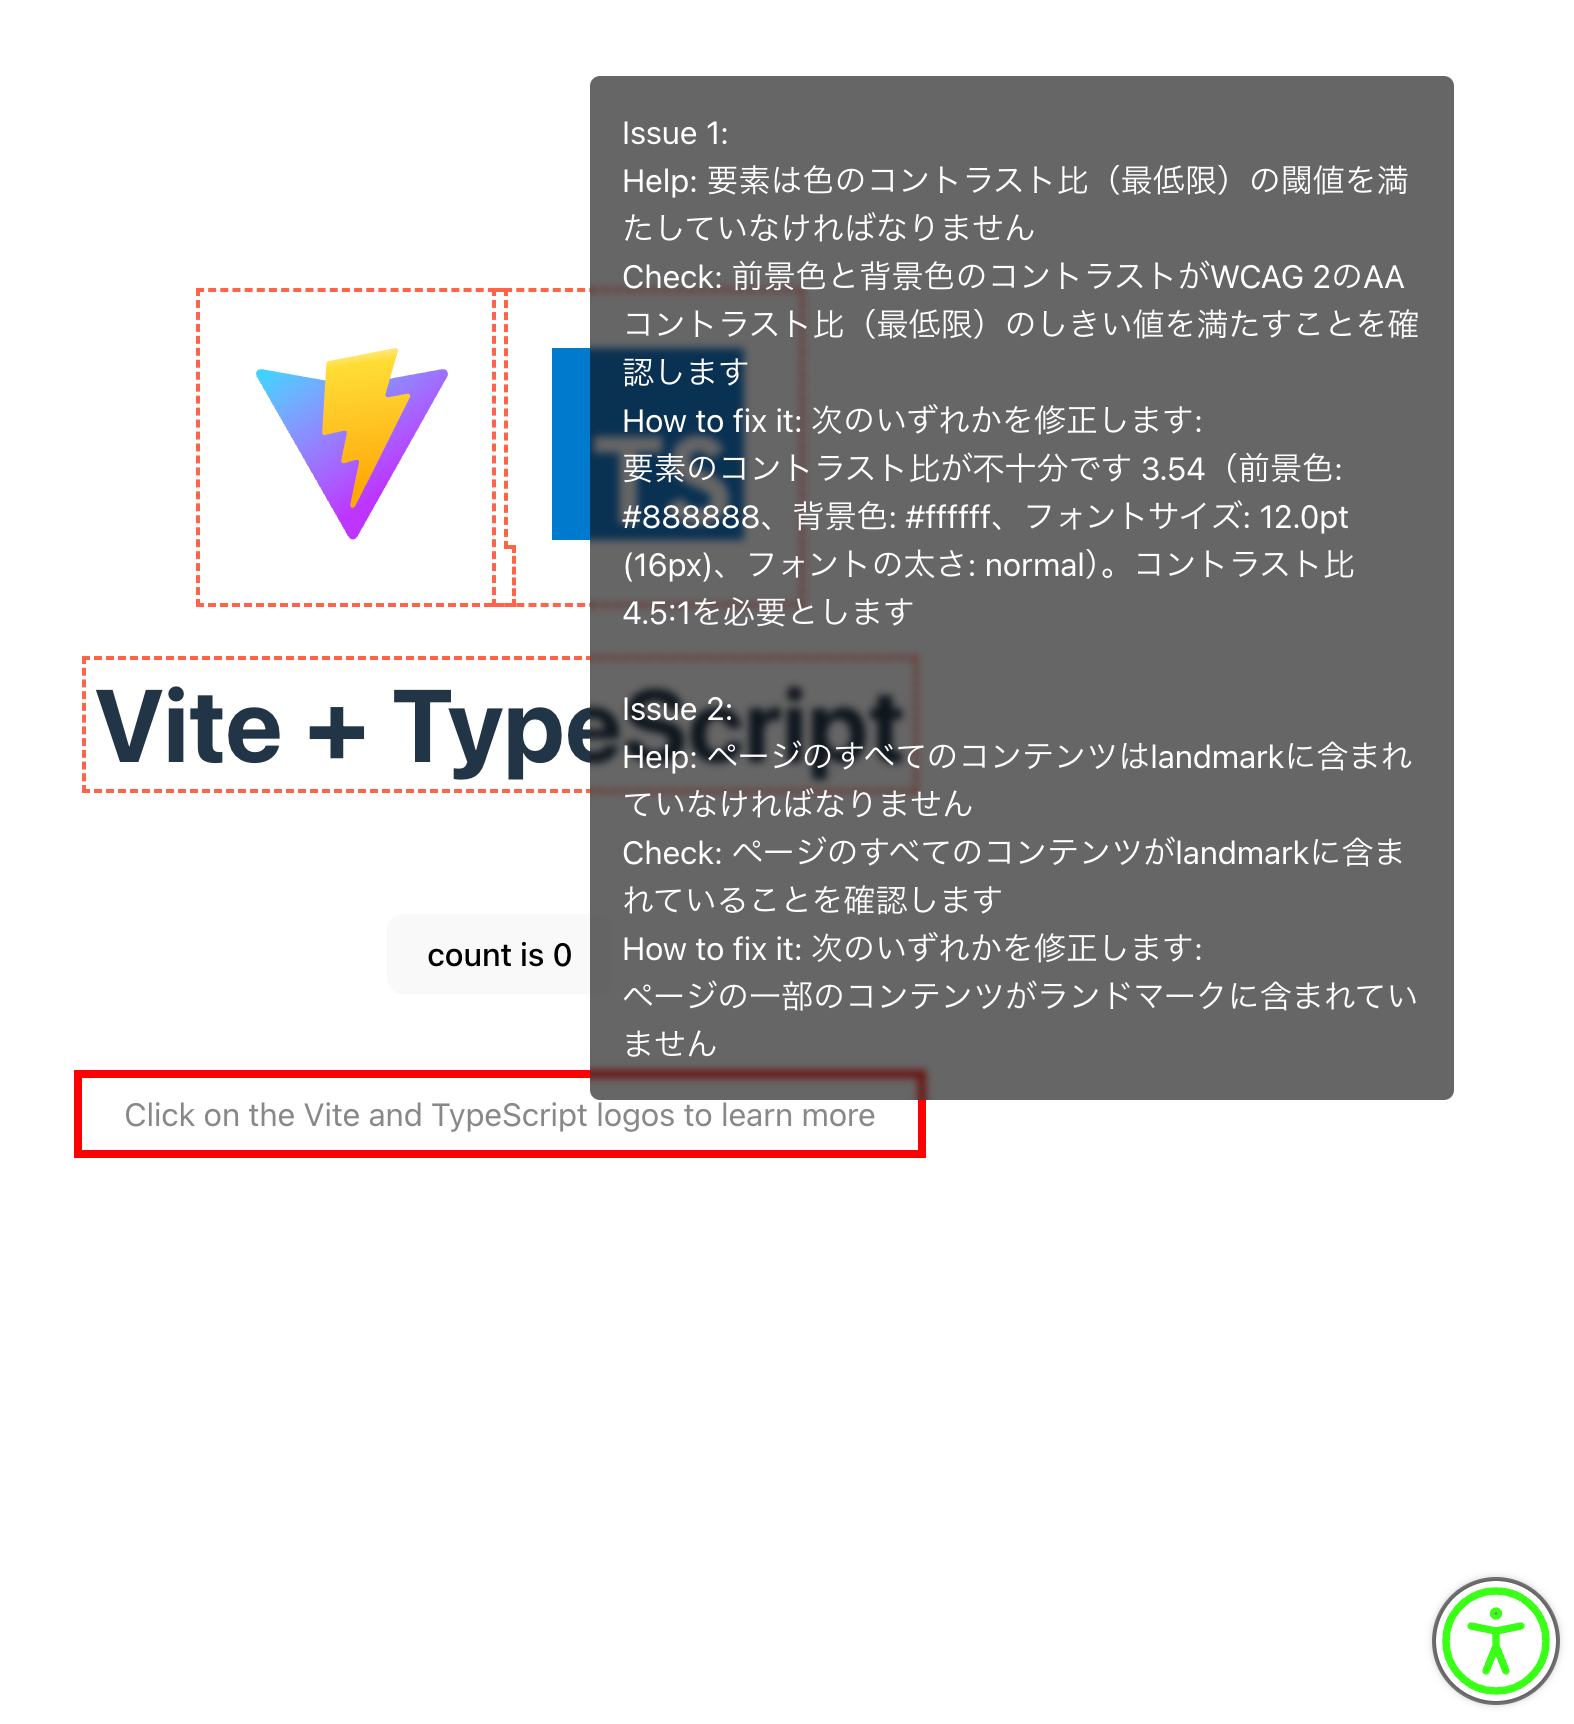 Issue 1:
Help: 要素は色のコントラスト比（最低限）の閾値を満
たしていなければなりません
Check: 前景色と背景色のコントラストがWCAG 2のAA
コントラスト比（最低限）のしきい値を満たすことを確
認します
How to fix it: 次のいずれかを修正します:
要素のコントラスト比が不十分です 3.54（前景色:
#888888、背景色: #ffffff、フォントサイズ: 12.0pt
(16px)、フォントの太さ: normal）。コントラスト比
4.5:1を必要とします
Issue 2:
Help: ページのすべてのコンテンツはlandmarkに含まれ
ていなければなりません
Check: ページのすべてのコンテンツがlandmarkに含ま
れていることを確認します
How to fix it: 次のいずれかを修正します:
ページの一部のコンテンツがランドマークに含まれてい
ません
TS
Vite + TypeScript
count is 0
Click on the Vite and TypeScript logos to learn more